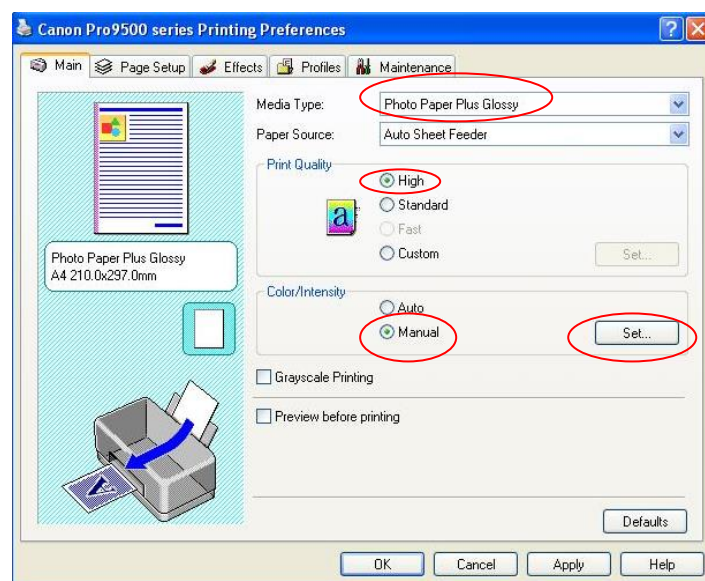 Canon Pro9500 series Printing Preferences
Main Page Setup Effects Profiles Maintenance
Media Type: Photo Paper Plus Glossy
Paper Source: Auto Sheet Feeder
Print Quality
High
a Standard
Fast
Custom Set...
Photo Paper Plus Glossy
A4 210.0x297.0mm
Color/Intensity
Auto
Manual Set...
Grayscale Printing
Preview before printing
A
Defaults
OK Cancel Apply Help